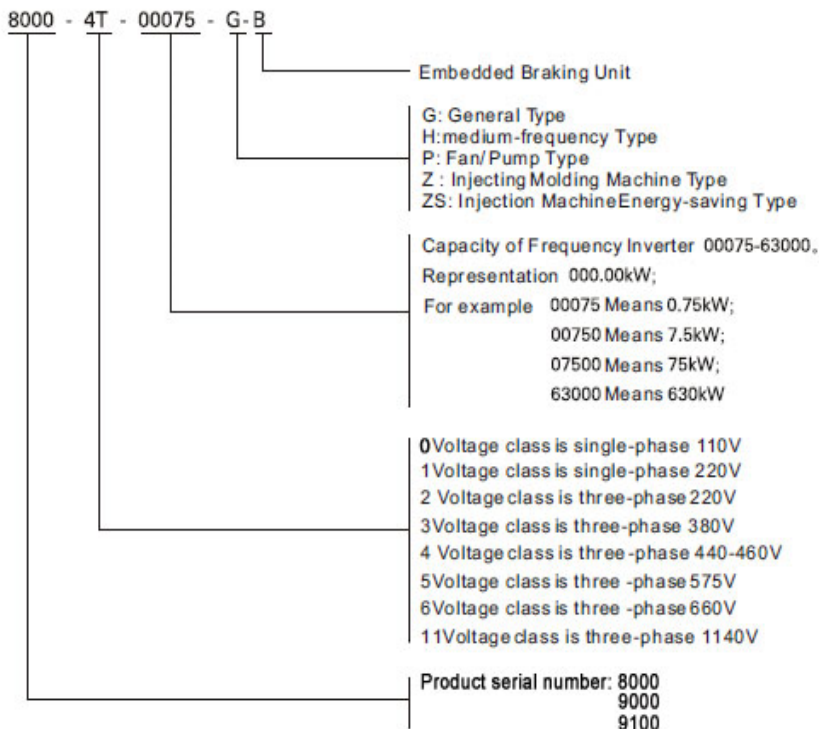 8000 - 4T - 00075 - G-B
Embedded Braking Unit
G: General Type
H:medium-frequency Type
P: Fan/ Pump Type
Z : Injecting Molding Machine Type
ZS: Injection MachineEnergy-saving Type
Capacity of Frequency Inverter 00075-63000。
Representation 000.00kW;
For example 00075 Means 0.75kW;
00750 Means 7.5kW;
07500 Means 75kW;
63000 Means 630kW
0Voltage class is single-phase 110V
1Voltage class is single-phase 220V
2 Voltage class is three-phase 220V
3Voltage class is three-phase 380V
4 Voltage class is three-phase 440-460V
5Voltage class is three -phase 575V
6Voltage class is three -phase 660V
11Voltage class is three-phase 1140V
Product serial number: 8000
9000
9100